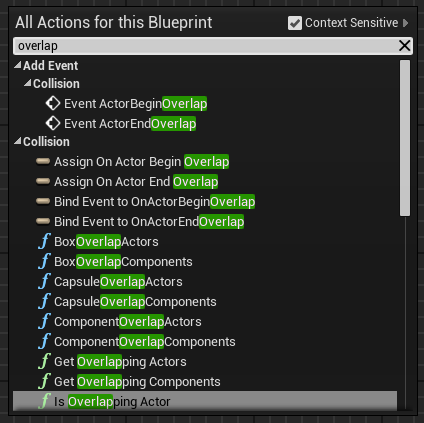 All Actions for this Blueprint
Context Sensitive
overlap
Add Event
Collision
Event ActorBeginOverlap
Event ActorEndOverlap
Collision
Assign On Actor Begin Overlap
Assign On Actor End Overlap
Bind Event to OnActorBeginOverlap
Bind Event to OnActorEndOverlap
f BoxOverlapActors
f BoxOverlapComponents
f CapsuleOverlapActors
f CapsuleOverlapComponents
f ComponentOverlapActors
f ComponentOverlapComponents
f Get Overlapping Actors
f Get Overlapping Components
f Is Overlapping Actor